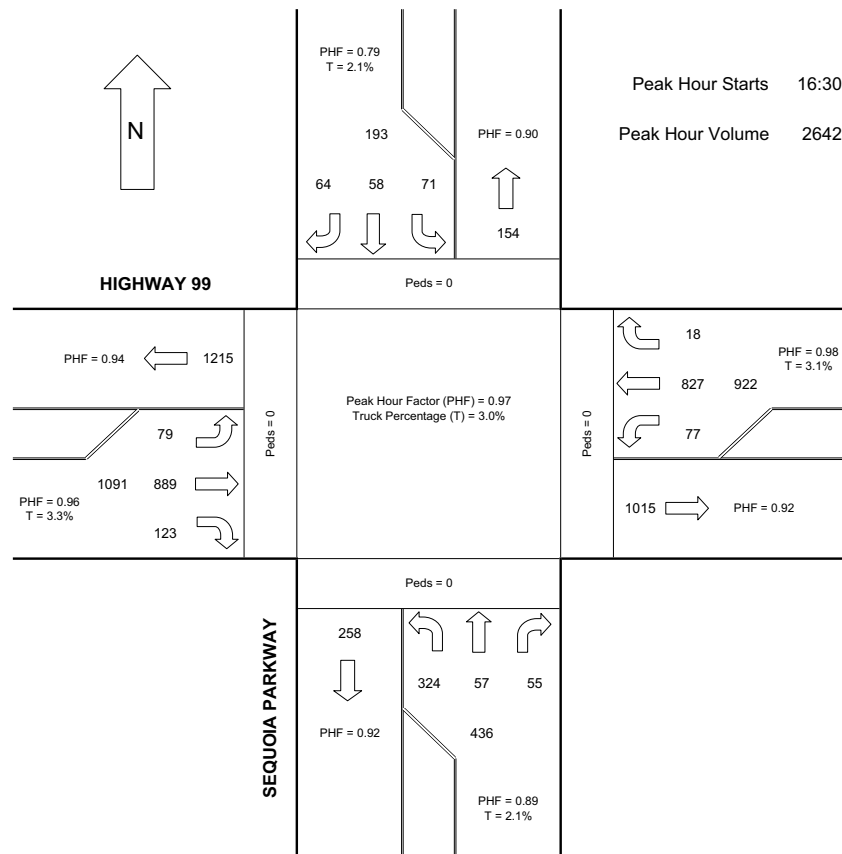 PHF = 0.79
T = 2.1%
Peak Hour Starts 16:30
N
193
PHF = 0.90
Peak Hour Volume 2642
64 58 71
154
HIGHWAY 99
Peds = 0
PHF = 0.94 1215
18
PHF = 0.98
T = 3.1%
827 922
Peak Hour Factor (PHF) = 0.97
Truck Percentage (T) = 3.0%
Peds = 0
Peds = 0
79
77
1091 889
PHF = 0.96
T = 3.3%
123
1015 PHF = 0.92
Peds = 0
SEQUOIA PARKWAY
258
324 57 55
PHF = 0.92
436
PHF = 0.89
T = 2.1%